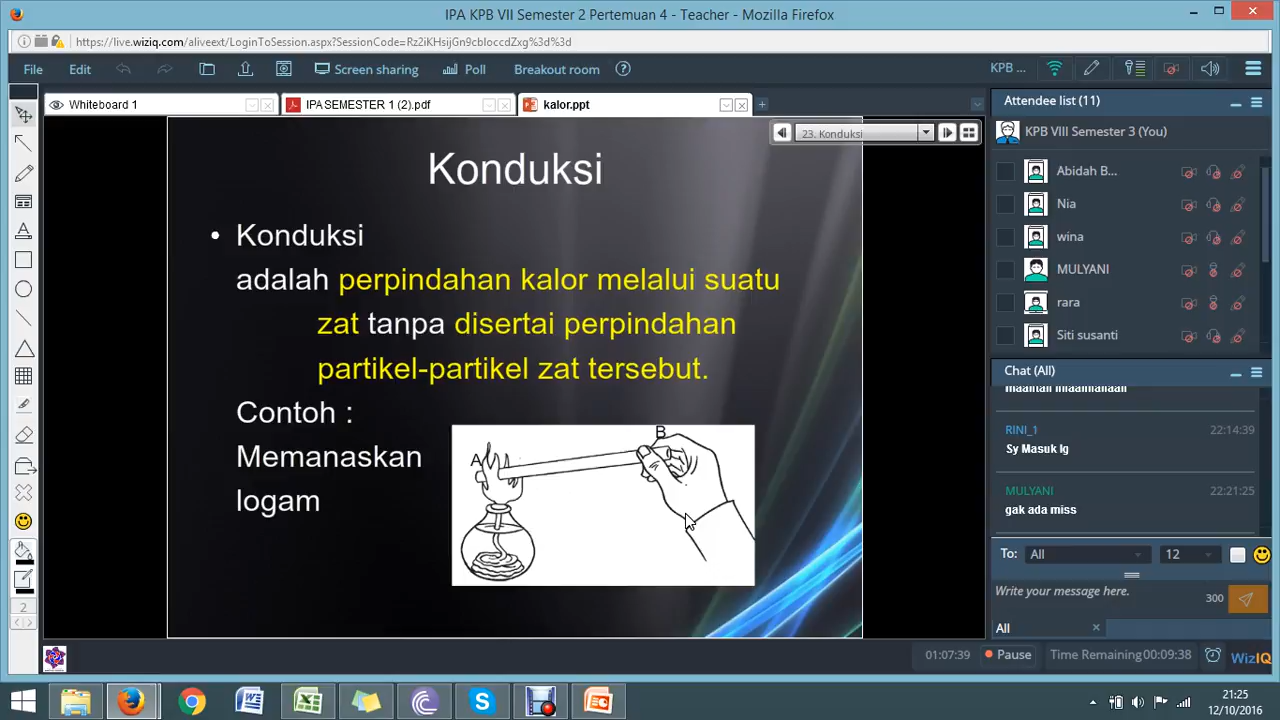 IPA KPB VII Semester 2 Pertemuan 4 - Teacher - Mozilla Firefox
https://live.wiziq.com/aliveext/LoginToSession.aspx?SessionCode=Rz2iKHsijGn9cbIoccdZxg%3d%3d
File Edit Screen sharing Poll Breakout room ? KPB ...
Whiteboard 1 IPA SEMESTER 1 (2).pdf kalor.ppt
23. Konduksi
Konduksi
• Konduksi
adalah perpindahan kalor melalui suatu
zat tanpa disertai perpindahan
partikel-partikel zat tersebut.
Contoh :
Memanaskan
logam
A
B
2
Attendee list (11)
KPB VIII Semester 3 (You)
Abidah B...
Nia
wina
MULYANI
rara
Siti susanti
Chat (All)
RINI_1 22:14:39
Sy Masuk lg
MULYANI 22:21:25
gak ada miss
To: All 12
Write your message here. 300
All
01:07:39 Pause Time Remaining 00:09:38 WizIQ
21:25
12/10/2016